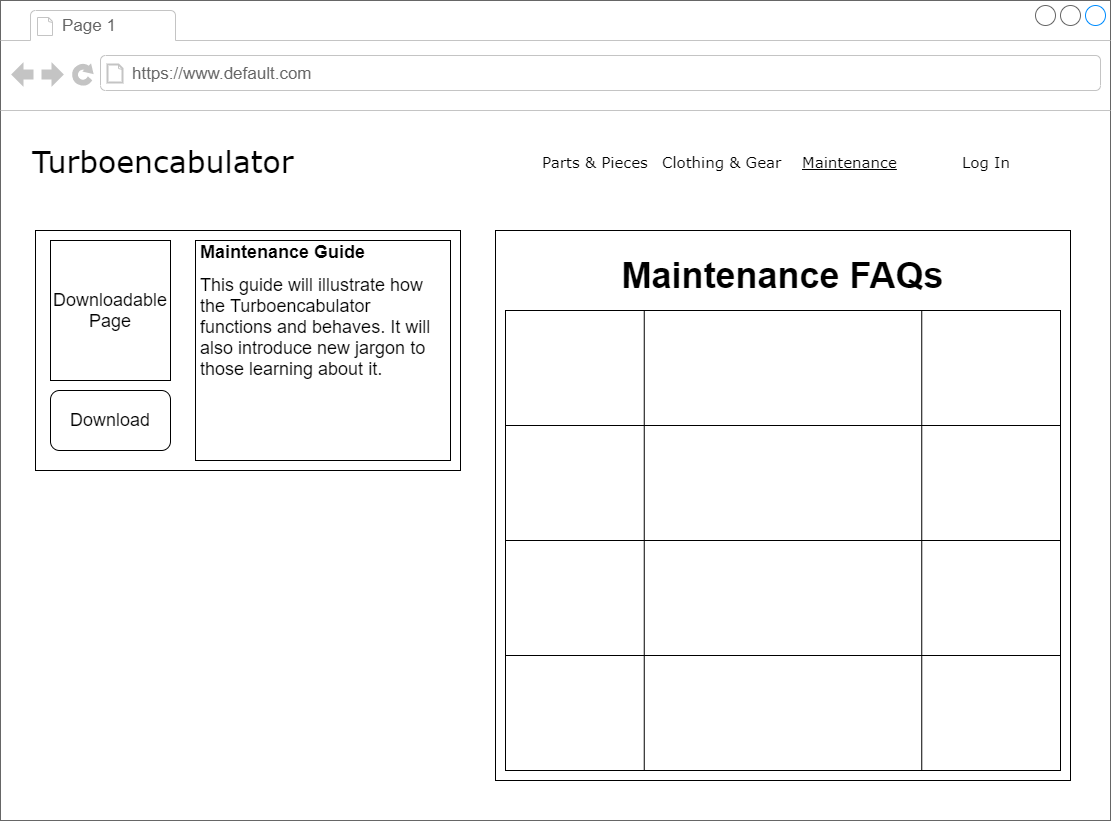 Page 1
https://www.default.com
Turboencabulator
Parts & Pieces Clothing & Gear Maintenance Log In
Downloadable
Page
Download
Maintenance Guide
This guide will illustrate how
the Turboencabulator
functions and behaves. It will
also introduce new jargon to
those learning about it.
Maintenance FAQs